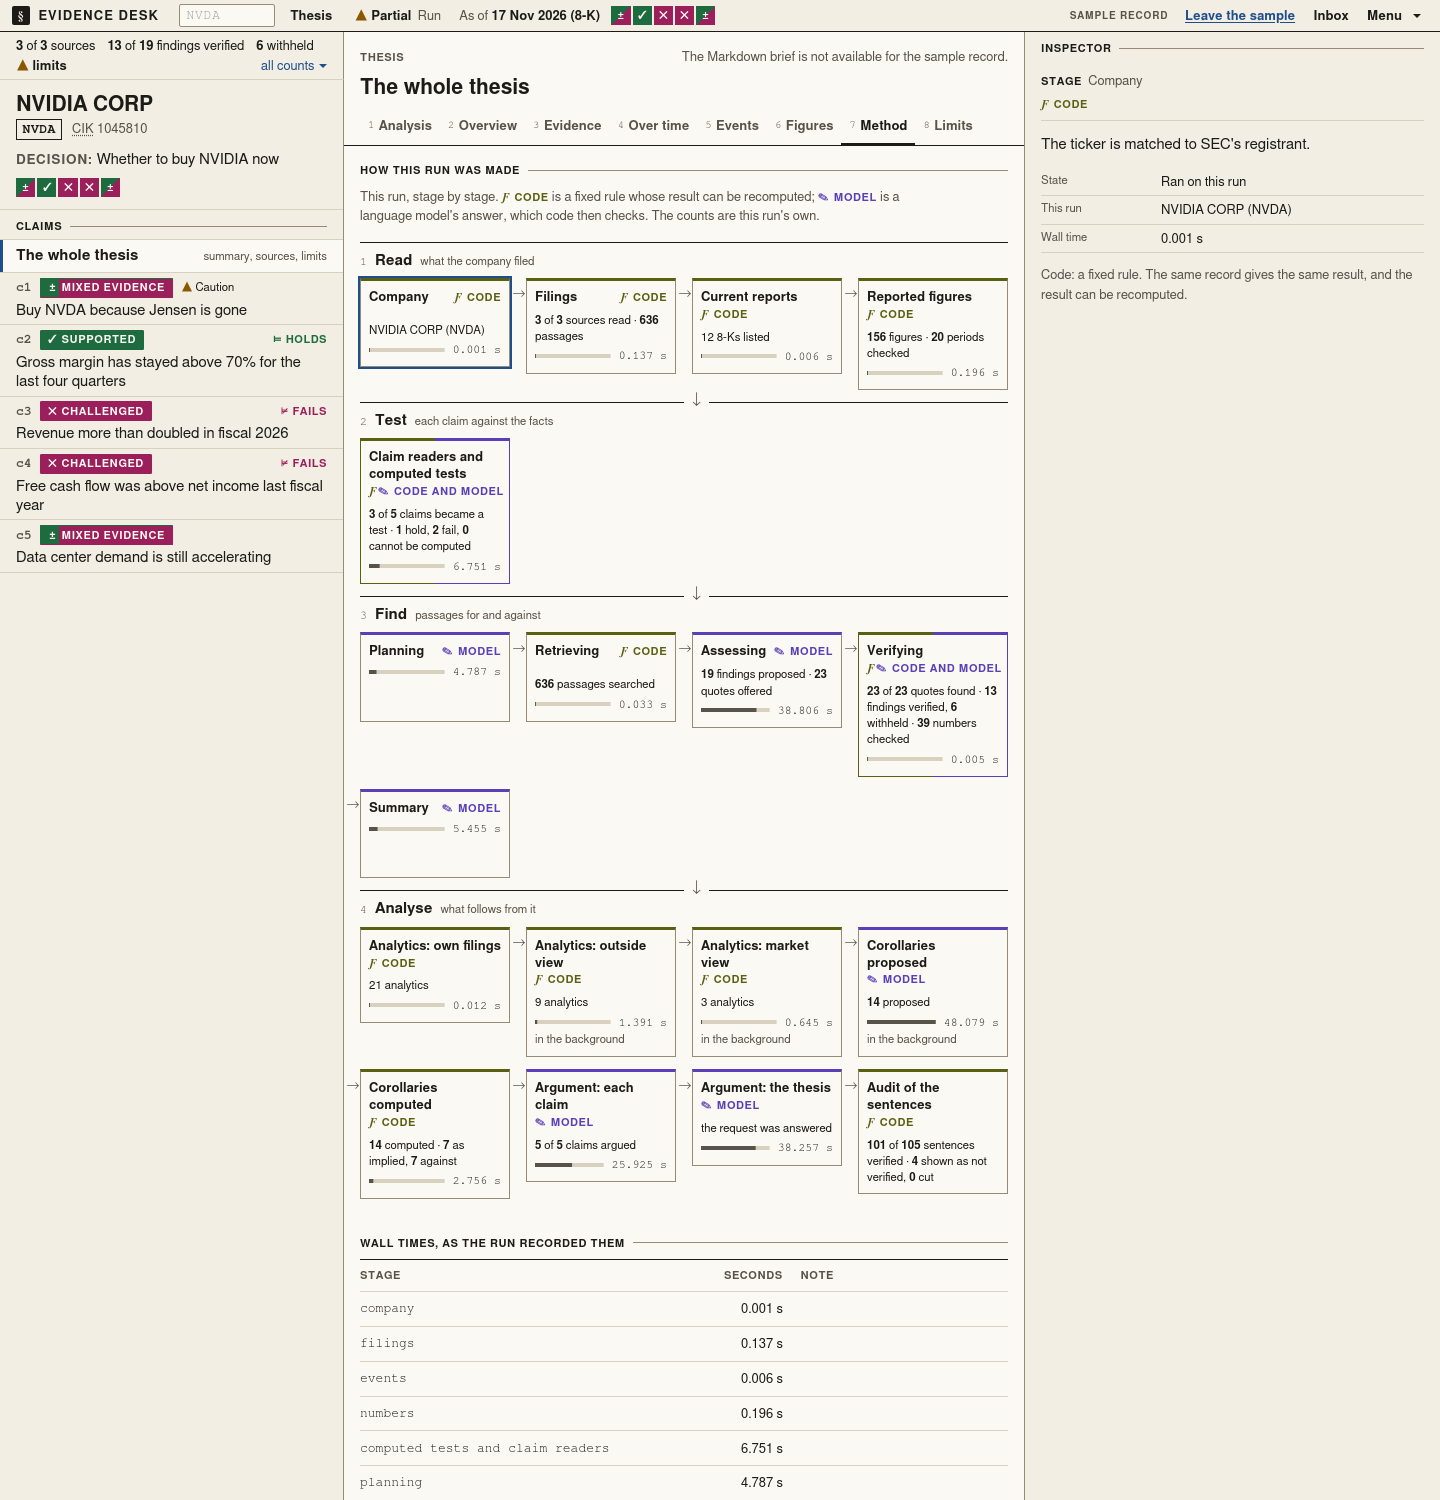 § EVIDENCE DESK NVDA Thesis Partial Run As of 17 Nov 2026 (8-K) ± ✓ ✕ ✕ ± SAMPLE RECORD Leave the sample Inbox Menu
3 of 3 sources 13 of 19 findings verified 6 withheld
limits all counts
NVIDIA CORP
NVDA CIK 1045810
DECISION: Whether to buy NVIDIA now
± ✓ ✕ ✕ ±
CLAIMS
The whole thesis summary, sources, limits
c1 ± MIXED EVIDENCE Caution
Buy NVDA because Jensen is gone
c2 ✓ SUPPORTED ⊨ HOLDS
Gross margin has stayed above 70% for the
last four quarters
c3 ✕ CHALLENGED ⊭ FAILS
Revenue more than doubled in fiscal 2026
c4 ✕ CHALLENGED ⊭ FAILS
Free cash flow was above net income last fiscal
year
c5 ± MIXED EVIDENCE
Data center demand is still accelerating
THESIS The Markdown brief is not available for the sample record.
The whole thesis
1 Analysis 2 Overview 3 Evidence 4 Over time 5 Events 6 Figures 7 Method 8 Limits
HOW THIS RUN WAS MADE
This run, stage by stage. Ƒ CODE is a fixed rule whose result can be recomputed; ✎ MODEL is a
language model's answer, which code then checks. The counts are this run's own.
1 Read what the company filed
Company Ƒ CODE
NVIDIA CORP (NVDA)
0.001 s
→
Filings Ƒ CODE
3 of 3 sources read · 636
passages
0.137 s
→
Current reports
Ƒ CODE
12 8-Ks listed
0.006 s
→
Reported figures
Ƒ CODE
156 figures · 20 periods
checked
0.196 s
↓
2 Test each claim against the facts
Claim readers and
computed tests
Ƒ✎ CODE AND MODEL
3 of 5 claims became a
test · 1 hold, 2 fail, 0
cannot be computed
6.751 s
↓
3 Find passages for and against
Planning ✎ MODEL
4.787 s
→
Retrieving Ƒ CODE
636 passages searched
0.033 s
→
Assessing ✎ MODEL
19 findings proposed · 23
quotes offered
38.806 s
→
Verifying
Ƒ✎ CODE AND MODEL
23 of 23 quotes found · 13
findings verified, 6
withheld · 39 numbers
checked
0.005 s
→
Summary ✎ MODEL
5.455 s
↓
4 Analyse what follows from it
Analytics: own filings
Ƒ CODE
21 analytics
0.012 s
→
Analytics: outside
view
Ƒ CODE
9 analytics
1.391 s
in the background
→
Analytics: market
view
Ƒ CODE
3 analytics
0.645 s
in the background
→
Corollaries
proposed
✎ MODEL
14 proposed
48.079 s
in the background
→
Corollaries
computed
Ƒ CODE
14 computed · 7 as
implied, 7 against
2.756 s
→
Argument: each
claim
✎ MODEL
5 of 5 claims argued
25.925 s
→
Argument: the thesis
✎ MODEL
the request was answered
38.257 s
→
Audit of the
sentences
Ƒ CODE
101 of 105 sentences
verified · 4 shown as not
verified, 0 cut
WALL TIMES, AS THE RUN RECORDED THEM
STAGE SECONDS NOTE
company 0.001 s
filings 0.137 s
events 0.006 s
numbers 0.196 s
computed tests and claim readers 6.751 s
planning 4.787 s
INSPECTOR
STAGE Company
Ƒ CODE
The ticker is matched to SEC's registrant.
State Ran on this run
This run NVIDIA CORP (NVDA)
Wall time 0.001 s
Code: a fixed rule. The same record gives the same result, and the
result can be recomputed.